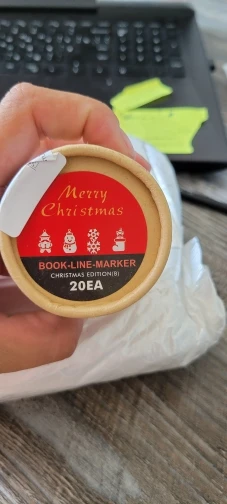 Merry
Christmas
BOOK-LINE-MARKER
CHRISTMAS EDITION(B)
20EA